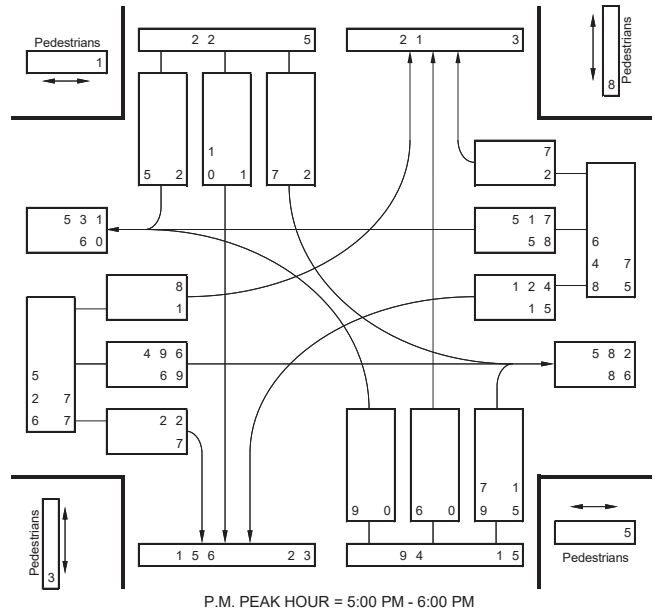 Pedestrians
1
2 2 5
2 1 3
Pedestrians
8
5 2
1
0 1
7 2
7
2
5 3 1
6 0
5 1 7
5 8
6
4 7
8 5
8
1
1 2 4
1 5
4 9 6
6 9
5
2 7
6 7
5 8 2
8 6
2 2
7
9 0
6 0
7 1
9 5
Pedestrians
3
1 5 6 2 3
9 4 1 5
5
Pedestrians
P.M. PEAK HOUR = 5:00 PM - 6:00 PM